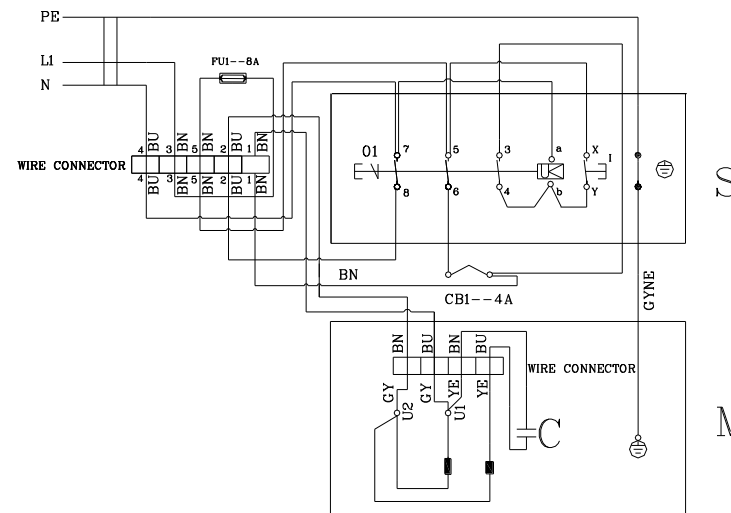 PE
L1
N
FU1--8A
4 3 5 2 1
BU BN BN BU BN
WIRE CONNECTOR
4 3 5 2 1
BU BN BN BU BN
01
7 5 3 a X
I
U<
8 6 4 b Y
S
BN
CB1--4A
GYNE
BN BU BN BU
WIRE CONNECTOR
GY GY YE YE
U2 U1
C
M